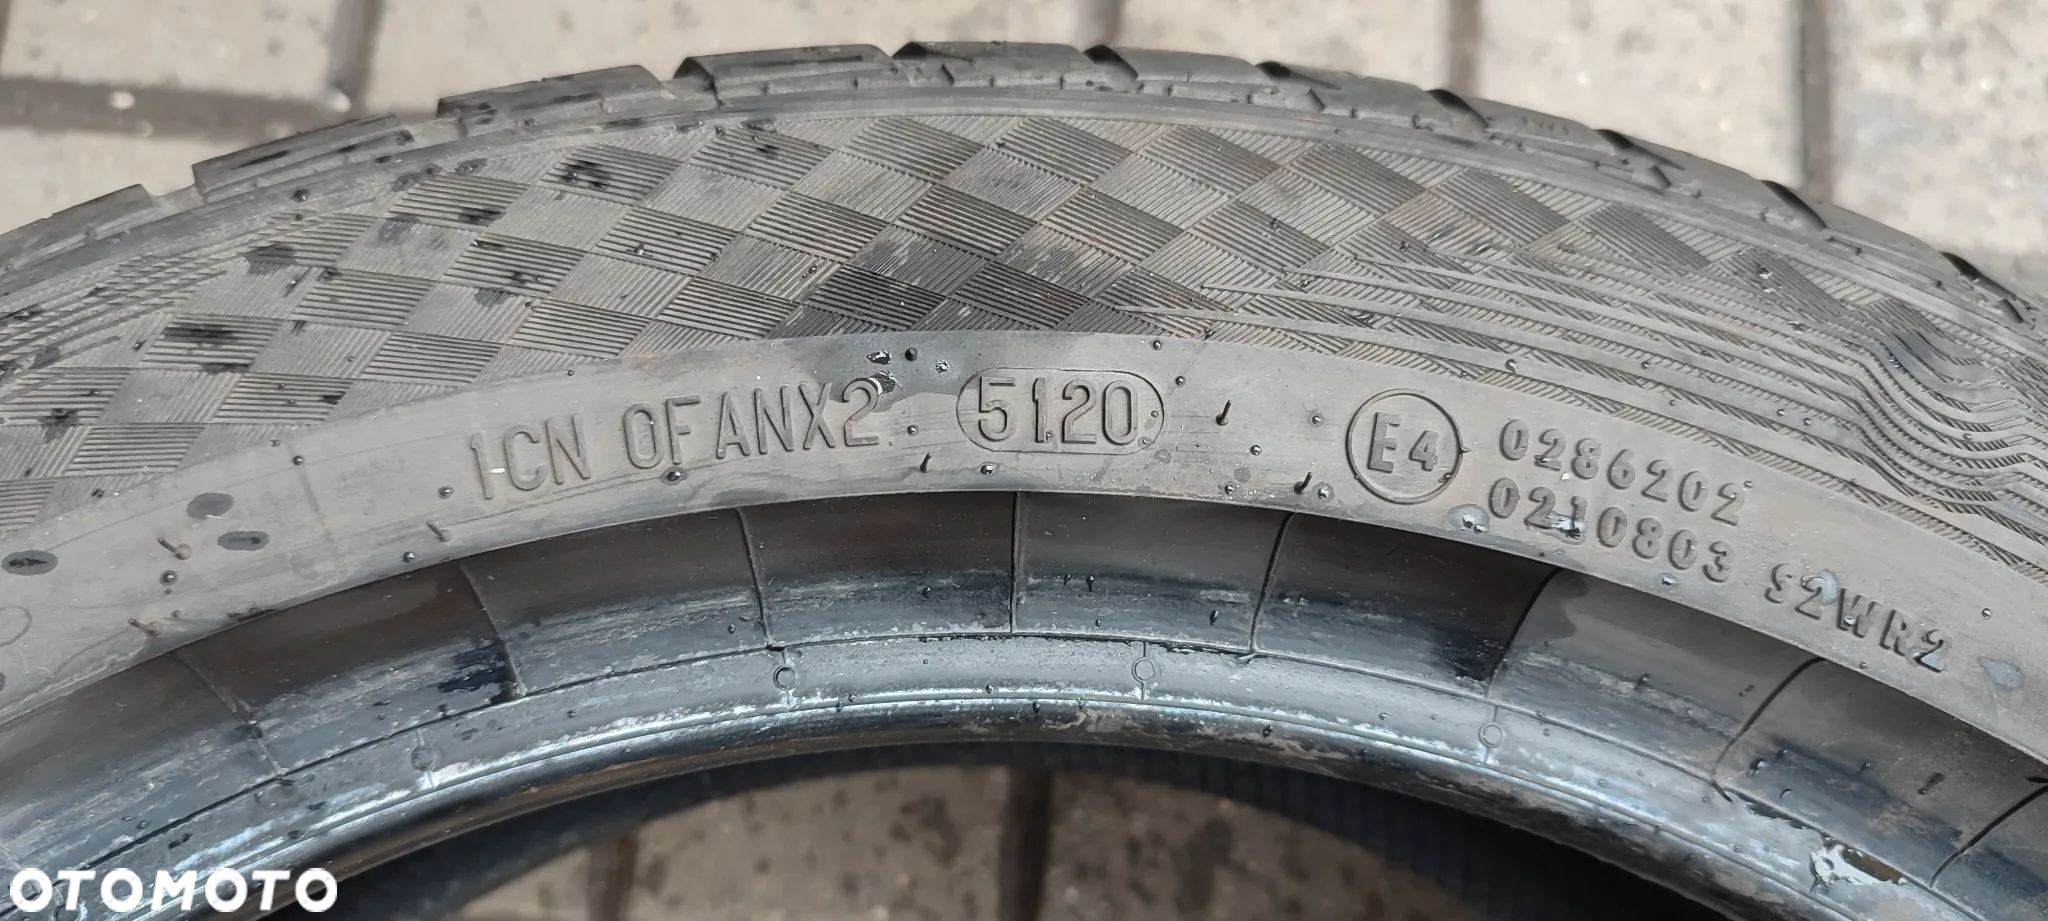 1CN 0FANX2 5120
E4 0286202
0210803 S2WR2
OTOMOTO